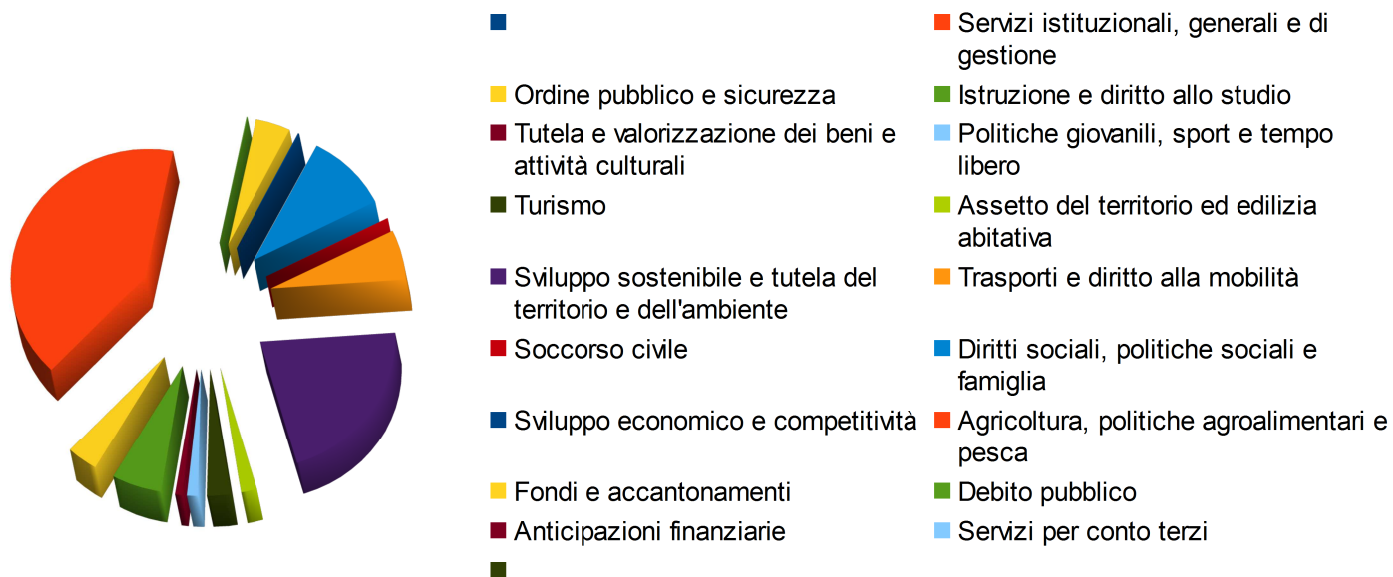 Servizi istituzionali, generali e di
gestione
Ordine pubblico e sicurezza
Istruzione e diritto allo studio
Tutela e valorizzazione dei beni e
attività culturali
Politiche giovanili, sport e tempo
libero
Turismo
Assetto del territorio ed edilizia
abitativa
Sviluppo sostenibile e tutela del
territorio e dell'ambiente
Trasporti e diritto alla mobilità
Soccorso civile
Diritti sociali, politiche sociali e
famiglia
Sviluppo economico e competitività
Agricoltura, politiche agroalimentari e
pesca
Fondi e accantonamenti
Debito pubblico
Anticipazioni finanziarie
Servizi per conto terzi